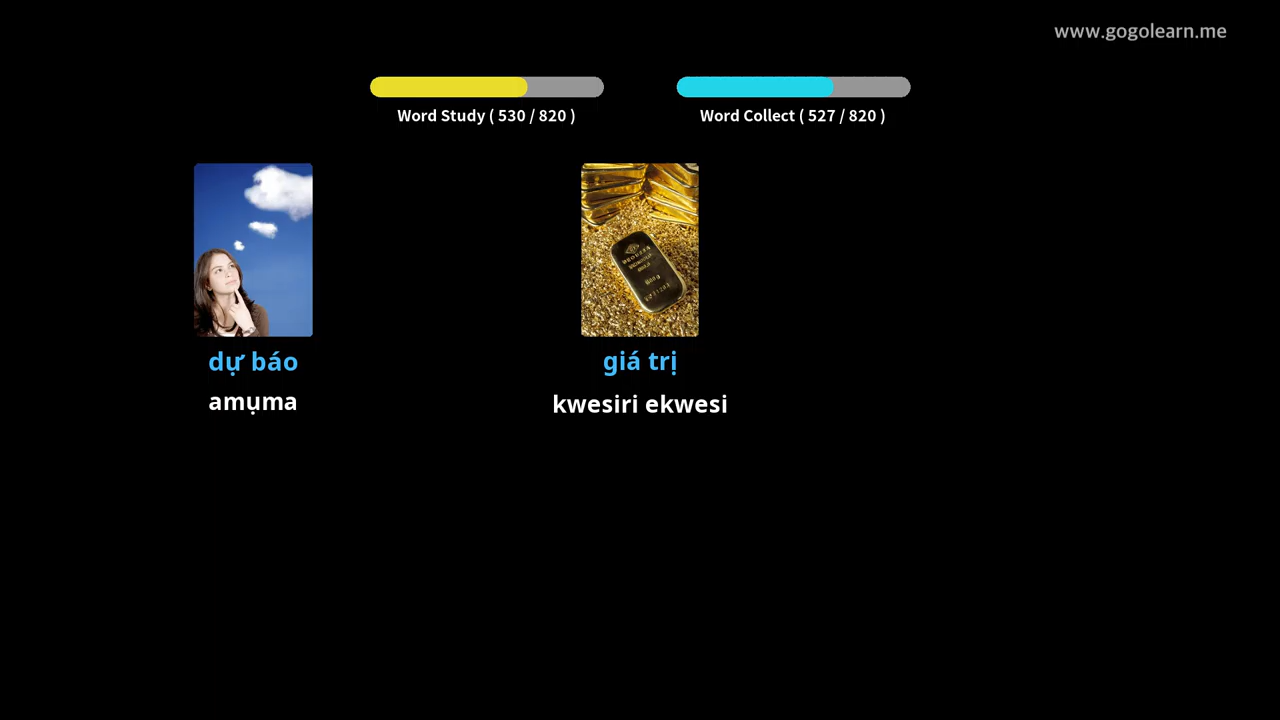 www.gogolearn.me
Word Study ( 530 / 820 )
Word Collect ( 527 / 820 )
dự báo
giá trị
amụma
kwesiri ekwesi